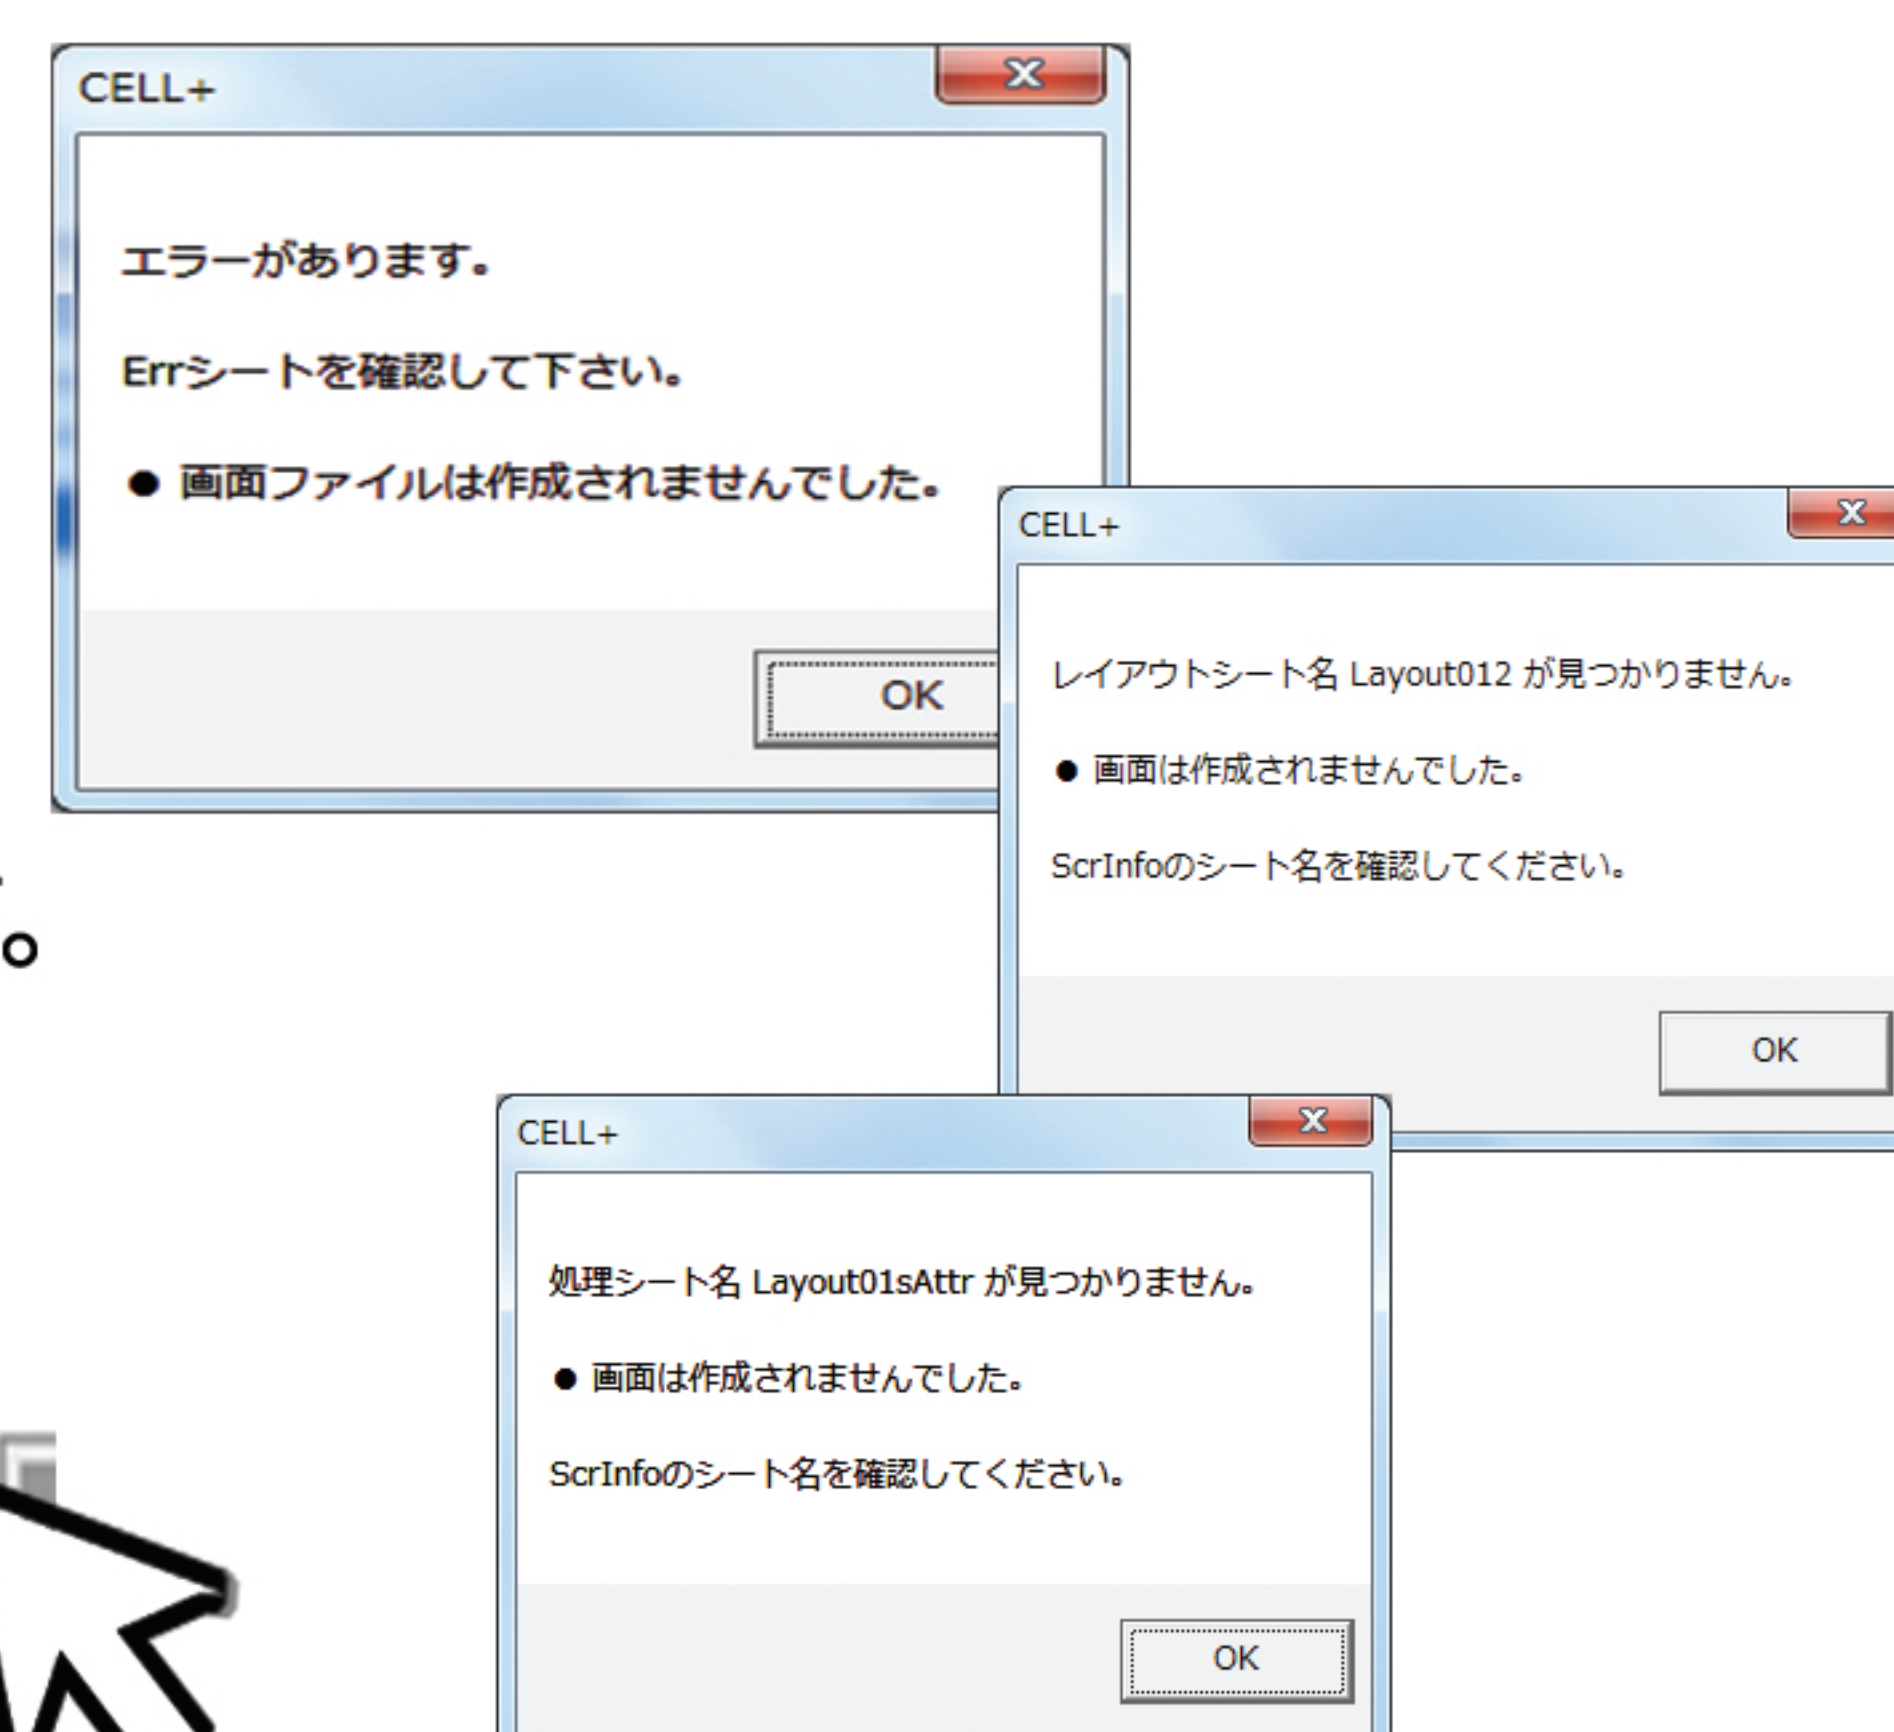 CELL+
エラーがあります。
Errシートを確認して下さい。
● 画面ファイルは作成されませんでした。
OK
CELL+
レイアウトシート名 Layout012 が見つかりません。
● 画面は作成されませんでした。
ScrInfoのシート名を確認してください。
OK
。
CELL+
処理シート名 Layout01sAttr が見つかりません。
● 画面は作成されませんでした。
ScrInfoのシート名を確認してください。
OK